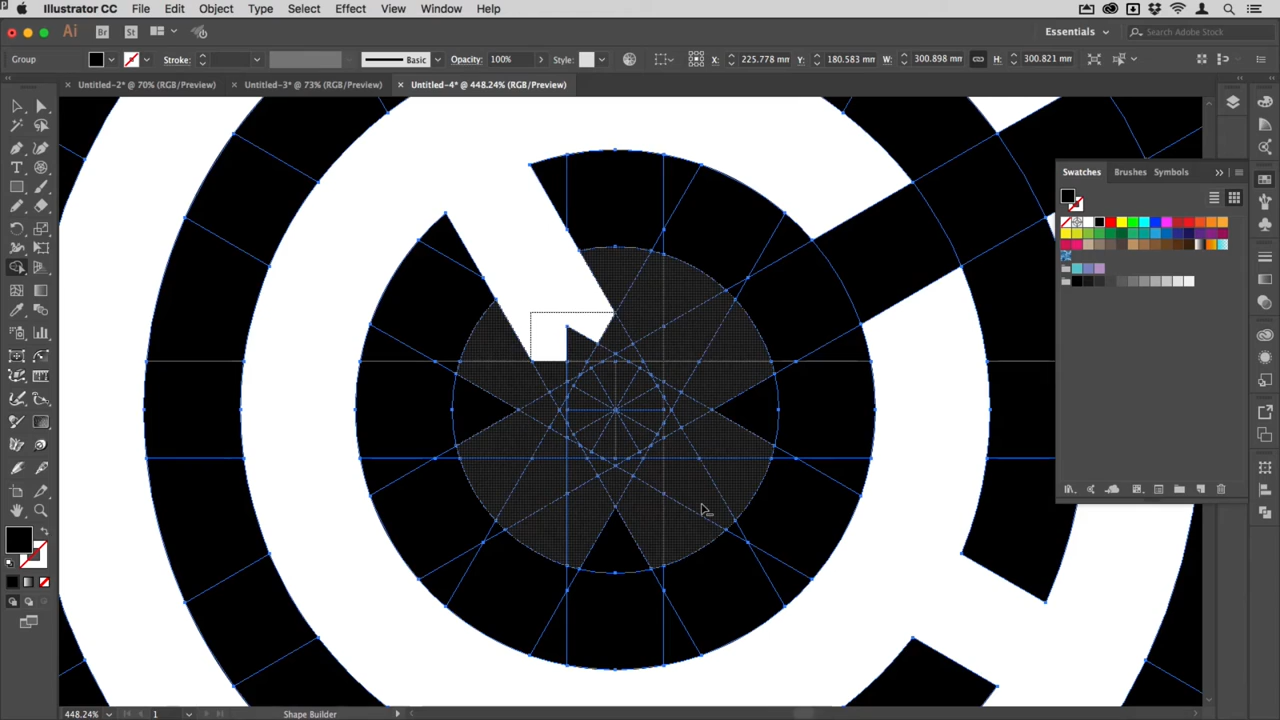 Illustrator CC File Edit Object Type Select Effect View Window Help
Ai Br St Essentials Search Adobe Stock
Group Stroke: Basic Opacity: 100% Style: X: 225.778 mm Y: 180.583 mm W: 300.898 mm H: 300.821 mm
× Untitled-2* @ 70% (RGB/Preview) × Untitled-3* @ 73% (RGB/Preview) × Untitled-4* @ 448.24% (RGB/Preview)
Swatches Brushes Symbols
448.24% 1 Shape Builder